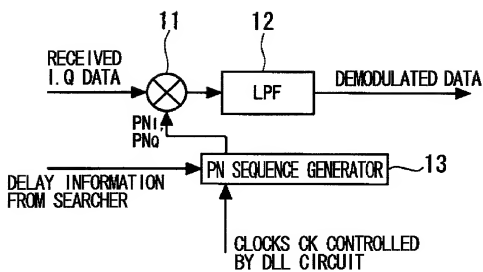 11
12
RECEIVED
I.Q DATA
LPF
DEMODULATED DATA
PNI,
PNQ
PN SEQUENCE GENERATOR
13
DELAY INFORMATION
FROM SEARCHER
CLOCKS CK CONTROLLED
BY DLL CIRCUIT